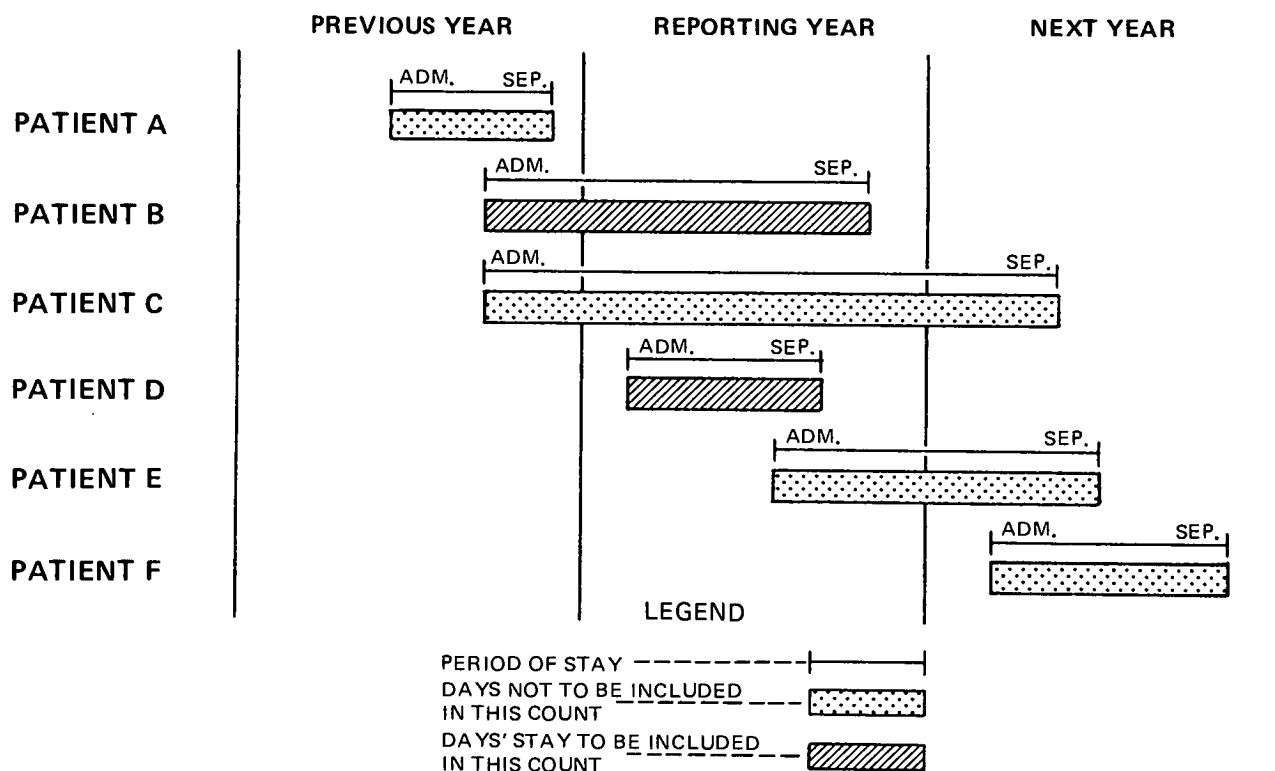 PREVIOUS YEAR REPORTING YEAR NEXT YEAR
ADM. SEP.
PATIENT A
ADM. SEP.
PATIENT B
ADM. SEP.
PATIENT C
ADM. SEP.
PATIENT D
ADM. SEP.
PATIENT E
ADM. SEP.
PATIENT F
LEGEND
PERIOD OF STAY
DAYS NOT TO BE INCLUDED
IN THIS COUNT
DAYS' STAY TO BE INCLUDED
IN THIS COUNT